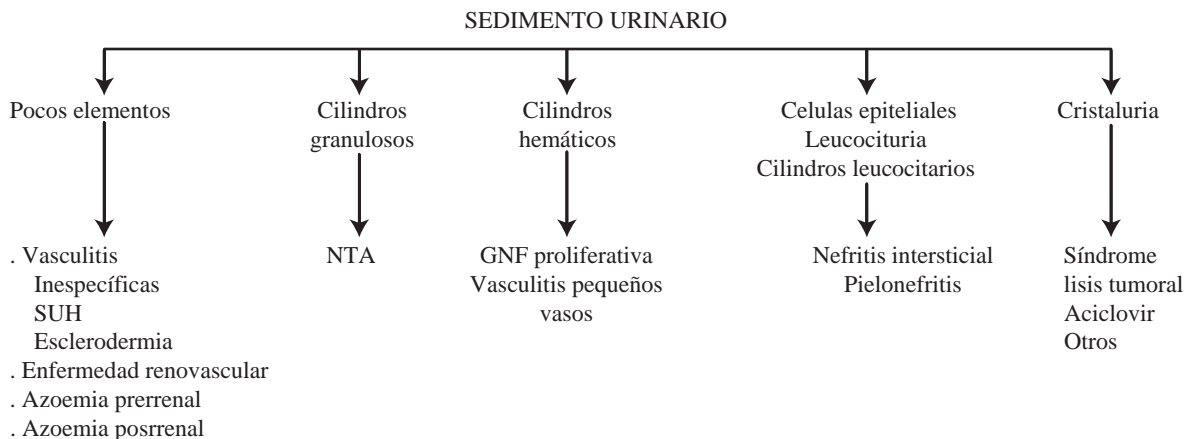 SEDIMENTO URINARIO
Pocos elementos
Cilindros
granulosos
Cilindros
hemáticos
Celulas epiteliales
Leucocituria
Cilindros leucocitarios
Cristaluria
. Vasculitis
Inespecíficas
SUH
Esclerodermia
. Enfermedad renovascular
. Azoemia prerrenal
. Azoemia posrrenal
NTA
GNF proliferativa
Vasculitis pequeños
vasos
Nefritis intersticial
Pielonefritis
Síndrome
lisis tumoral
Aciclovir
Otros